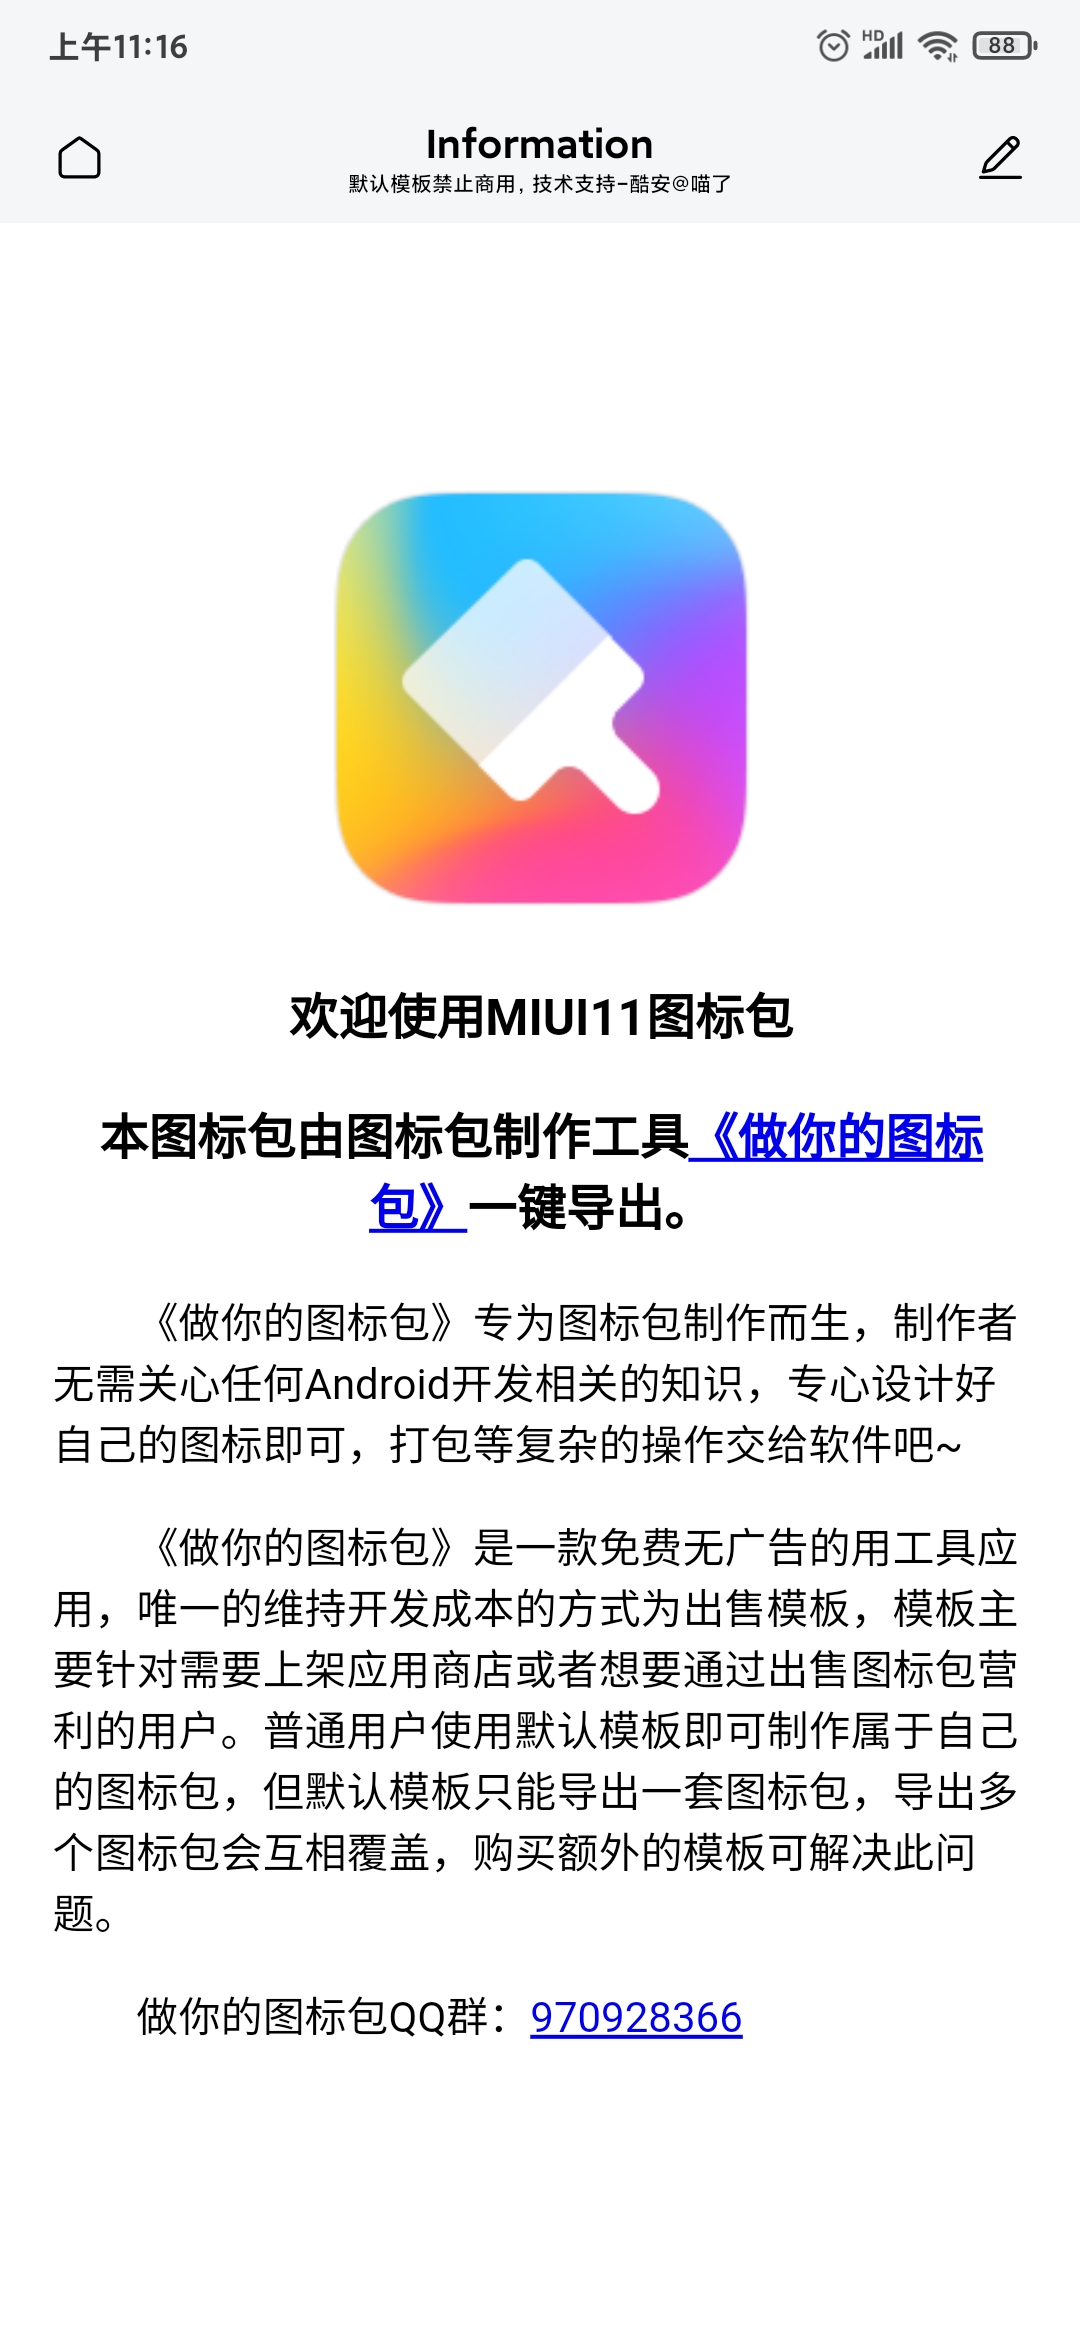 上午11:16
HD
88
Information
默认模板禁止商用，技术支持-酷安@喵了
欢迎使用MIUI11图标包
本图标包由图标包制作工具《做你的图标
包》一键导出。
《做你的图标包》专为图标包制作而生，制作者
无需关心任何Android开发相关的知识，专心设计好
自己的图标即可，打包等复杂的操作交给软件吧~
《做你的图标包》是一款免费无广告的用工具应
用，唯一的维持开发成本的方式为出售模板，模板主
要针对需要上架应用商店或者想要通过出售图标包营
利的用户。普通用户使用默认模板即可制作属于自己
的图标包，但默认模板只能导出一套图标包，导出多
个图标包会互相覆盖，购买额外的模板可解决此问
题。
做你的图标包QQ群：970928366